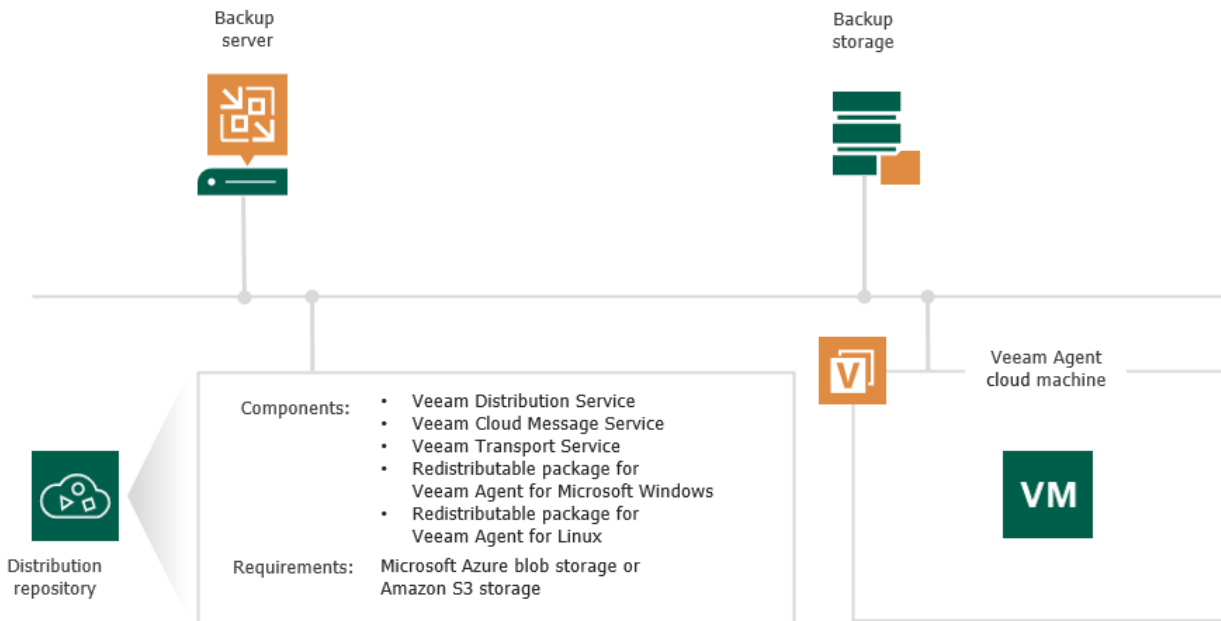 Backup
server
Backup
storage
Veeam Agent
cloud machine
V
VM
Components:
• Veeam Distribution Service
• Veeam Cloud Message Service
• Veeam Transport Service
• Redistributable package for
Veeam Agent for Microsoft Windows
• Redistributable package for
Veeam Agent for Linux
Requirements: Microsoft Azure blob storage or
Amazon S3 storage
Distribution
repository